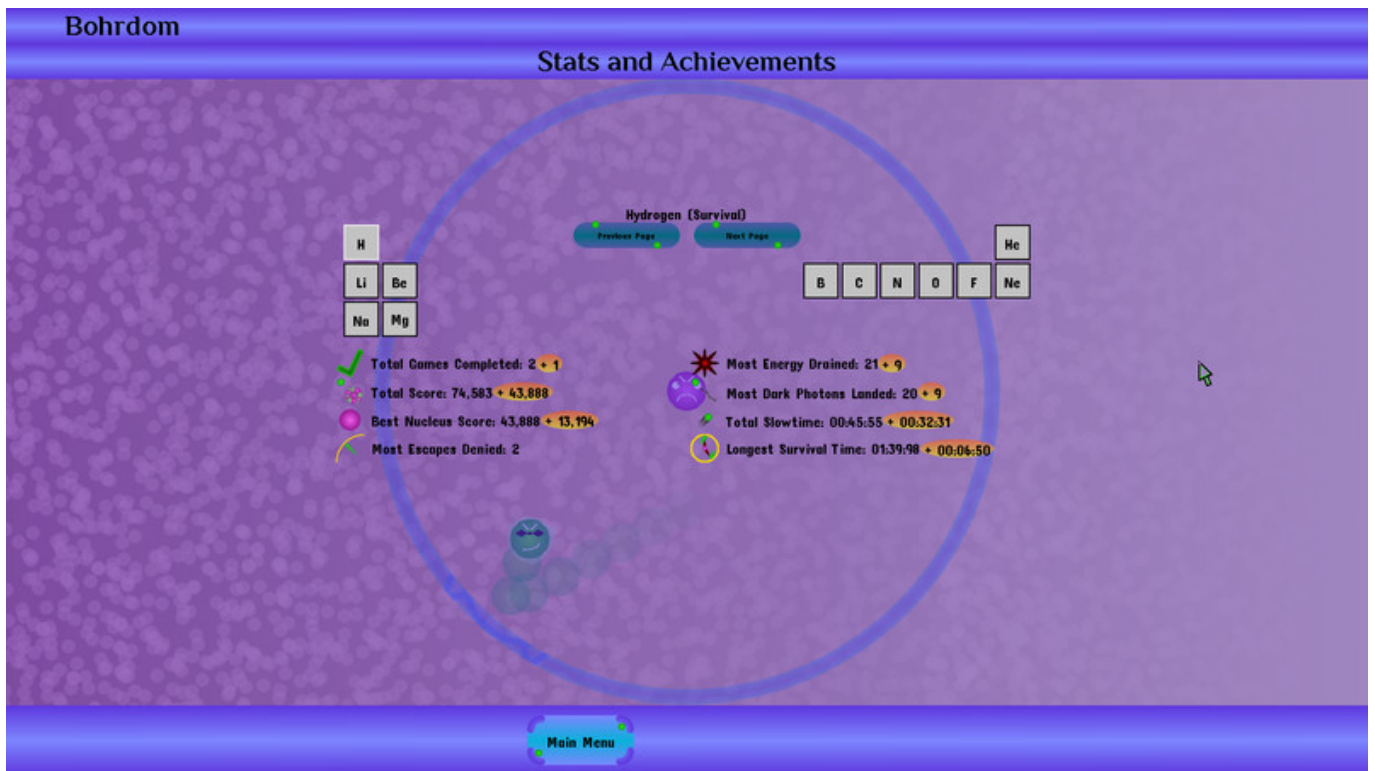 Bohrdom
Stats and Achievements
Hydrogen (Survival)
Previous Page Next Page
H He
Li Be B C N O F Ne
Na Mg
Total Games Completed: 2 + 1
Most Energy Drained: 21 + 9
Total Score: 74,583 + 43,888
Most Dark Photons Landed: 20 + 9
Best Nucleus Score: 43,888 + 13,194
Total Slowtime: 00:45:55 + 00:32:31
Most Escapes Denied: 2
Longest Survival Time: 01:39:98 + 00:06:50
Main Menu